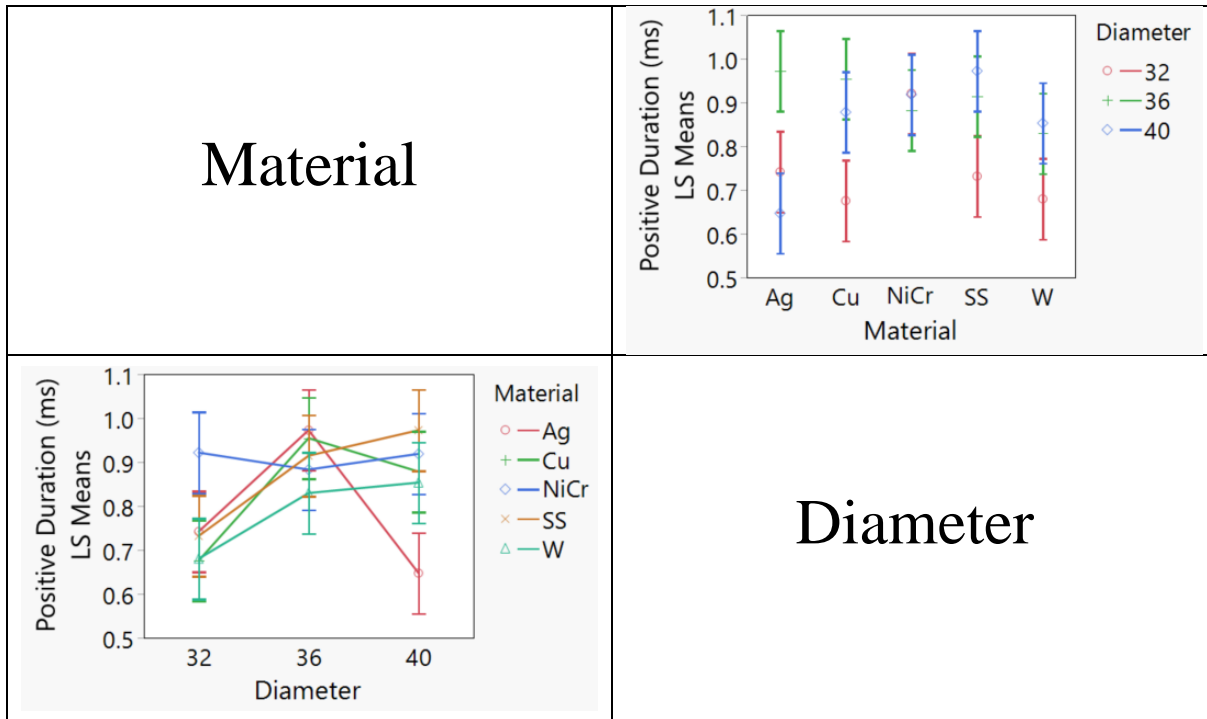 Material
Positive Duration (ms)
LS Means
1.1
1.0
0.9
0.8
0.7
0.6
0.5
Ag Cu NiCr SS W
Material
Diameter
32
36
40
Positive Duration (ms)
LS Means
1.1
1.0
0.9
0.8
0.7
0.6
0.5
32 36 40
Diameter
Material
Ag
Cu
NiCr
SS
W
Diameter